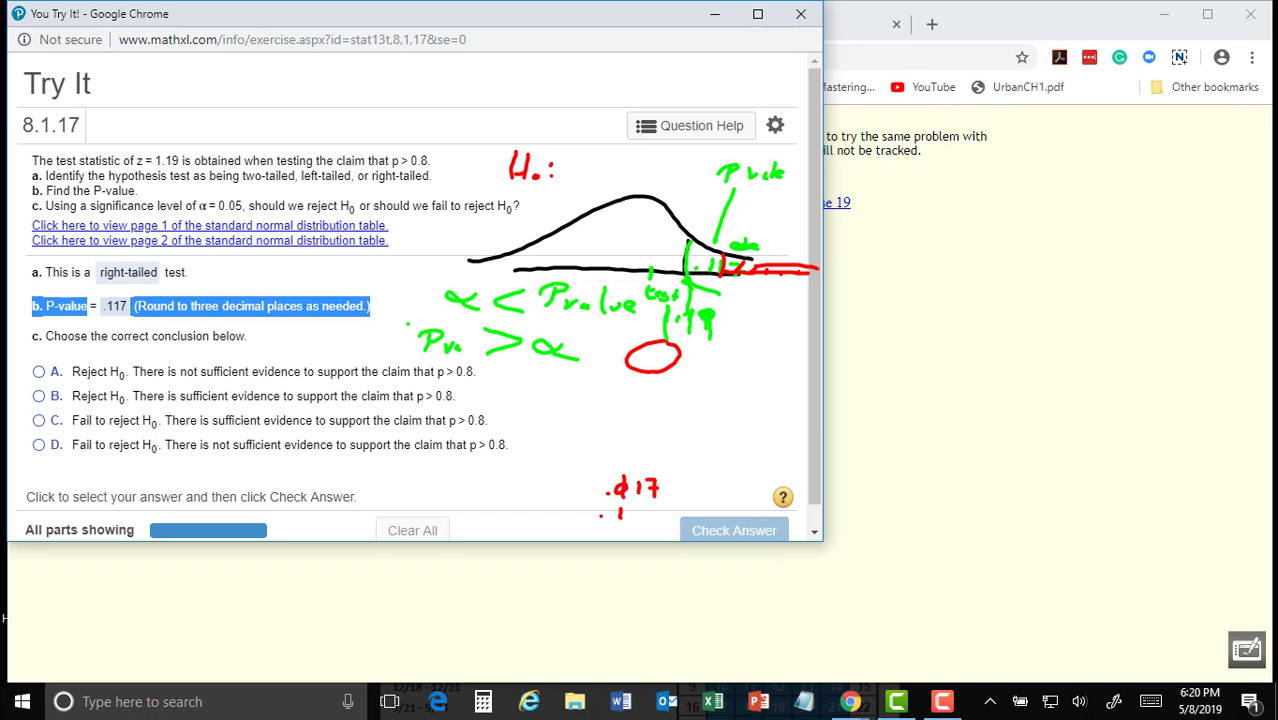 You Try It! - Google Chrome
Not secure www.mathxl.com/info/exercise.aspx?id=stat13t,8,1,17&se=0
Mastering... YouTube UrbanCH1.pdf Other bookmarks
Try It
8.1.17
Question Help
to try the same problem with
ill not be tracked.
se 19
The test statistic of z = 1.19 is obtained when testing the claim that p > 0.8.
a. Identify the hypothesis test as being two-tailed, left-tailed, or right-tailed.
b. Find the P-value.
c. Using a significance level of α = 0.05, should we reject H0 or should we fail to reject H0?
Click here to view page 1 of the standard normal distribution table.
Click here to view page 2 of the standard normal distribution table.
H0:
a. This is a right-tailed test.
.117
b. P-value = .117 (Round to three decimal places as needed.)
α < Pvalue test
Pva > α
c. Choose the correct conclusion below.
A. Reject H0. There is not sufficient evidence to support the claim that p > 0.8.
B. Reject H0. There is sufficient evidence to support the claim that p > 0.8.
C. Fail to reject H0. There is sufficient evidence to support the claim that p > 0.8.
D. Fail to reject H0. There is not sufficient evidence to support the claim that p > 0.8.
Click to select your answer and then click Check Answer.
?
All parts showing
Clear All
Check Answer
Type here to search
6:20 PM
5/8/2019